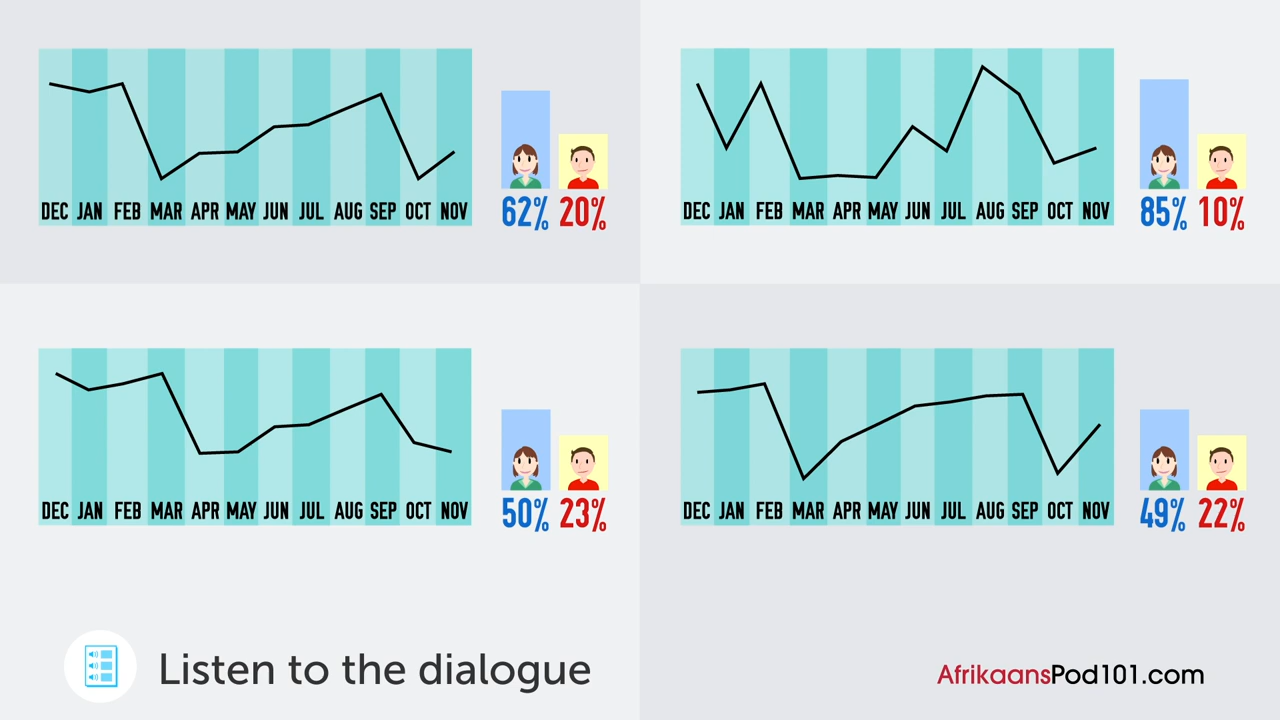 DEC JAN FEB MAR APR MAY JUN JUL AUG SEP OCT NOV
62% 20%
DEC JAN FEB MAR APR MAY JUN JUL AUG SEP OCT NOV
85% 10%
DEC JAN FEB MAR APR MAY JUN JUL AUG SEP OCT NOV
50% 23%
DEC JAN FEB MAR APR MAY JUN JUL AUG SEP OCT NOV
49% 22%
Listen to the dialogue
AfrikaansPod101.com